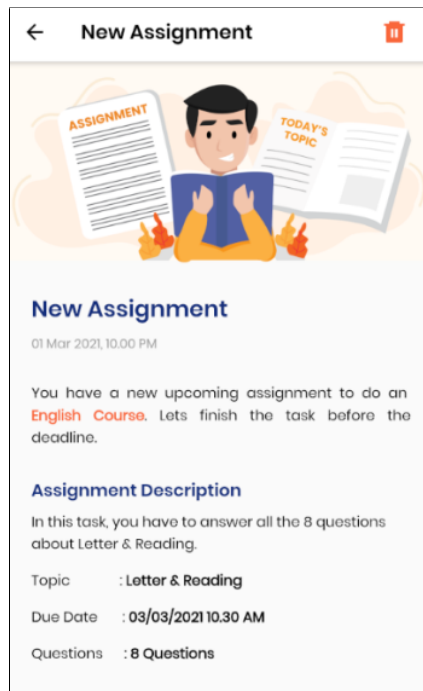 New Assignment
ASSIGNMENT
TODAY'S
TOPIC
New Assignment
01 Mar 2021, 10.00 PM
You have a new upcoming assignment to do an
English Course. Lets finish the task before the
deadline.
Assignment Description
In this task, you have to answer all the 8 questions
about Letter & Reading.
Topic : Letter & Reading
Due Date : 03/03/2021 10.30 AM
Questions : 8 Questions